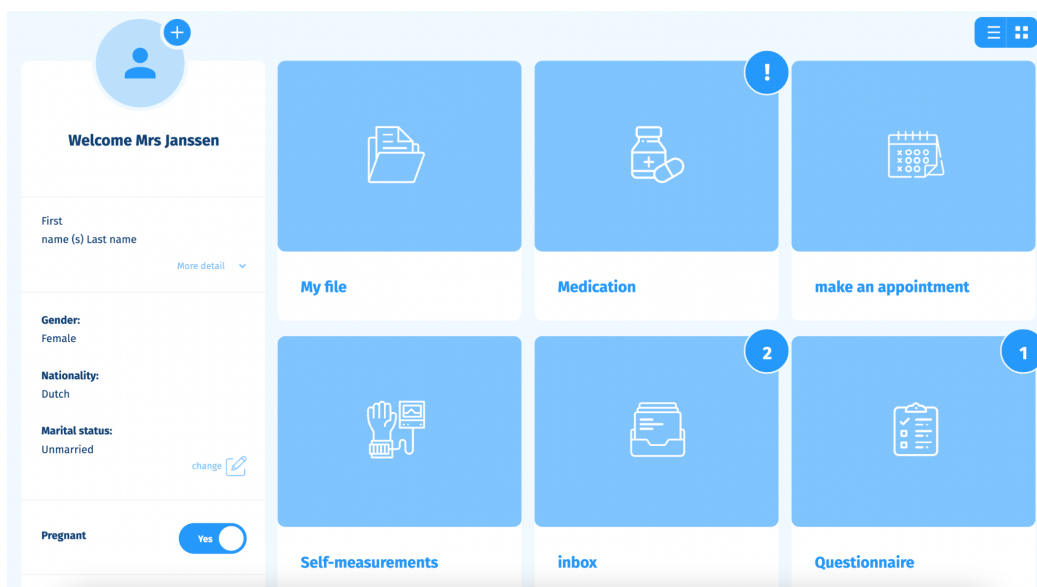 Welcome Mrs Janssen
First
name (s) Last name
More detail
Gender:
Female
Nationality:
Dutch
Marital status:
Unmarried
change
Pregnant
Yes
My file
!
Medication
make an appointment
Self-measurements
2
inbox
1
Questionnaire